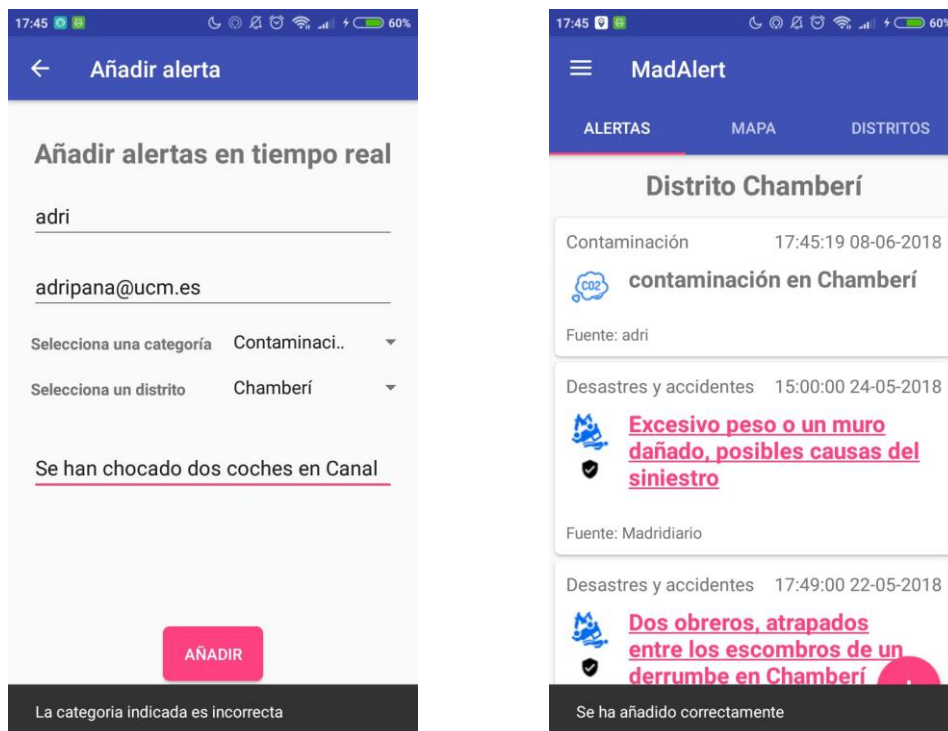 17:45
60%
Añadir alerta
Añadir alertas en tiempo real
adri
adripana@ucm.es
Selecciona una categoría Contaminaci..
Selecciona un distrito Chamberí
Se han chocado dos coches en Canal
AÑADIR
La categoria indicada es incorrecta
17:45
60%
MadAlert
ALERTAS MAPA DISTRITOS
Distrito Chamberí
Contaminación 17:45:19 08-06-2018
CO2
contaminación en Chamberí
Fuente: adri
Desastres y accidentes 15:00:00 24-05-2018
Excesivo peso o un muro
dañado, posibles causas del
siniestro
Fuente: Madridiario
Desastres y accidentes 17:49:00 22-05-2018
Dos obreros, atrapados
entre los escombros de un
derrumbe en Chamberí
Se ha añadido correctamente